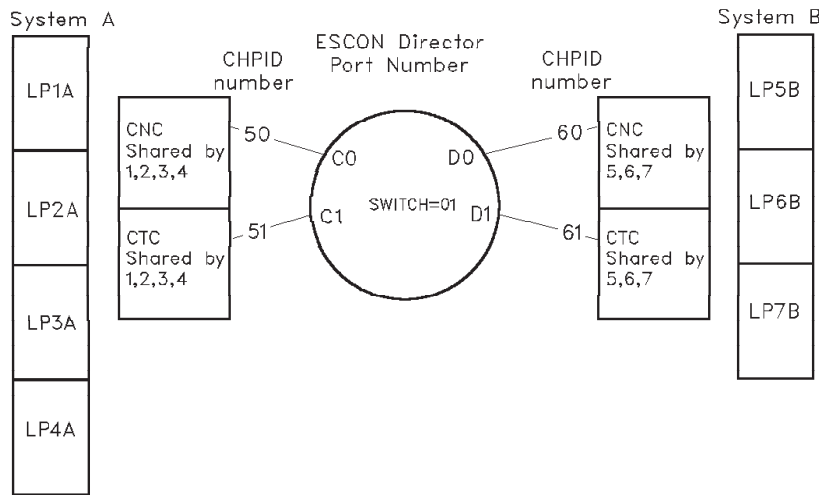 System A
LP1A
LP2A
LP3A
LP4A
CHPID
number
CNC
Shared by
1,2,3,4
CTC
Shared by
1,2,3,4
50
51
ESCON Director
Port Number
C0
C1
SWITCH=01
D0
D1
CHPID
number
60
61
CNC
Shared by
5,6,7
CTC
Shared by
5,6,7
System B
LP5B
LP6B
LP7B